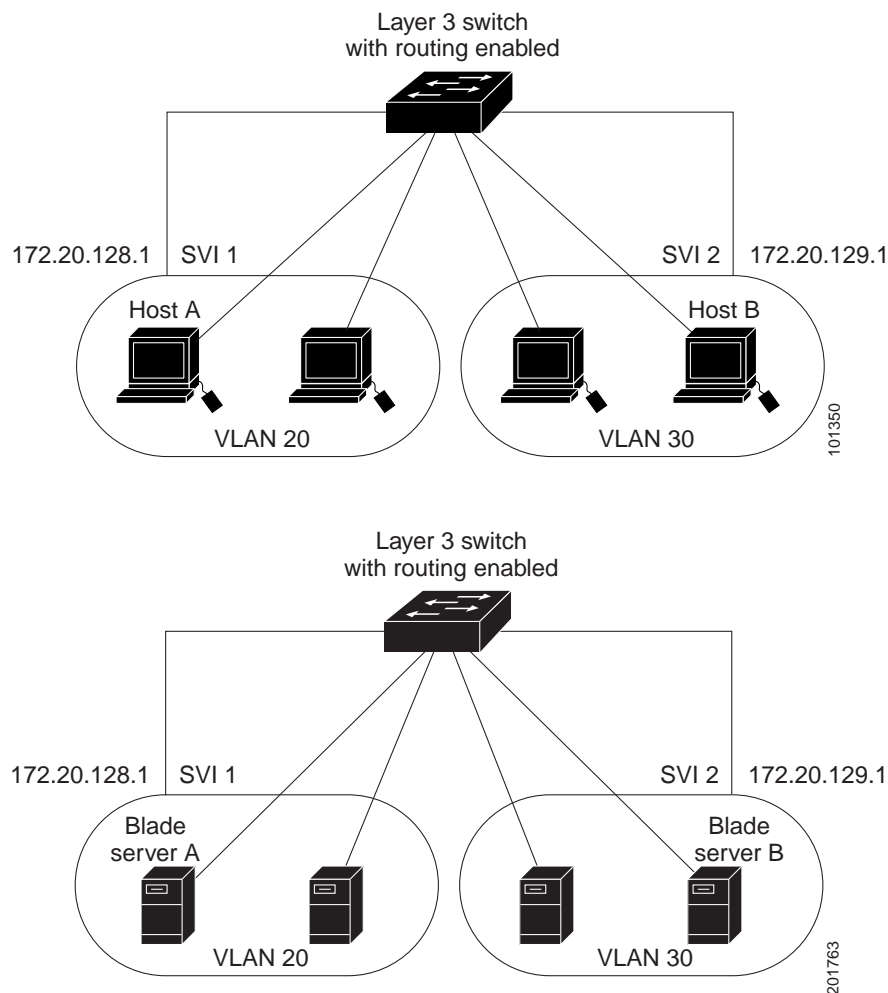 Layer 3 switch
with routing enabled
172.20.128.1 SVI 1
SVI 2 172.20.129.1
Host A
Host B
VLAN 20
VLAN 30
101350
Layer 3 switch
with routing enabled
172.20.128.1 SVI 1
SVI 2 172.20.129.1
Blade
server A
Blade
server B
VLAN 20
VLAN 30
201763